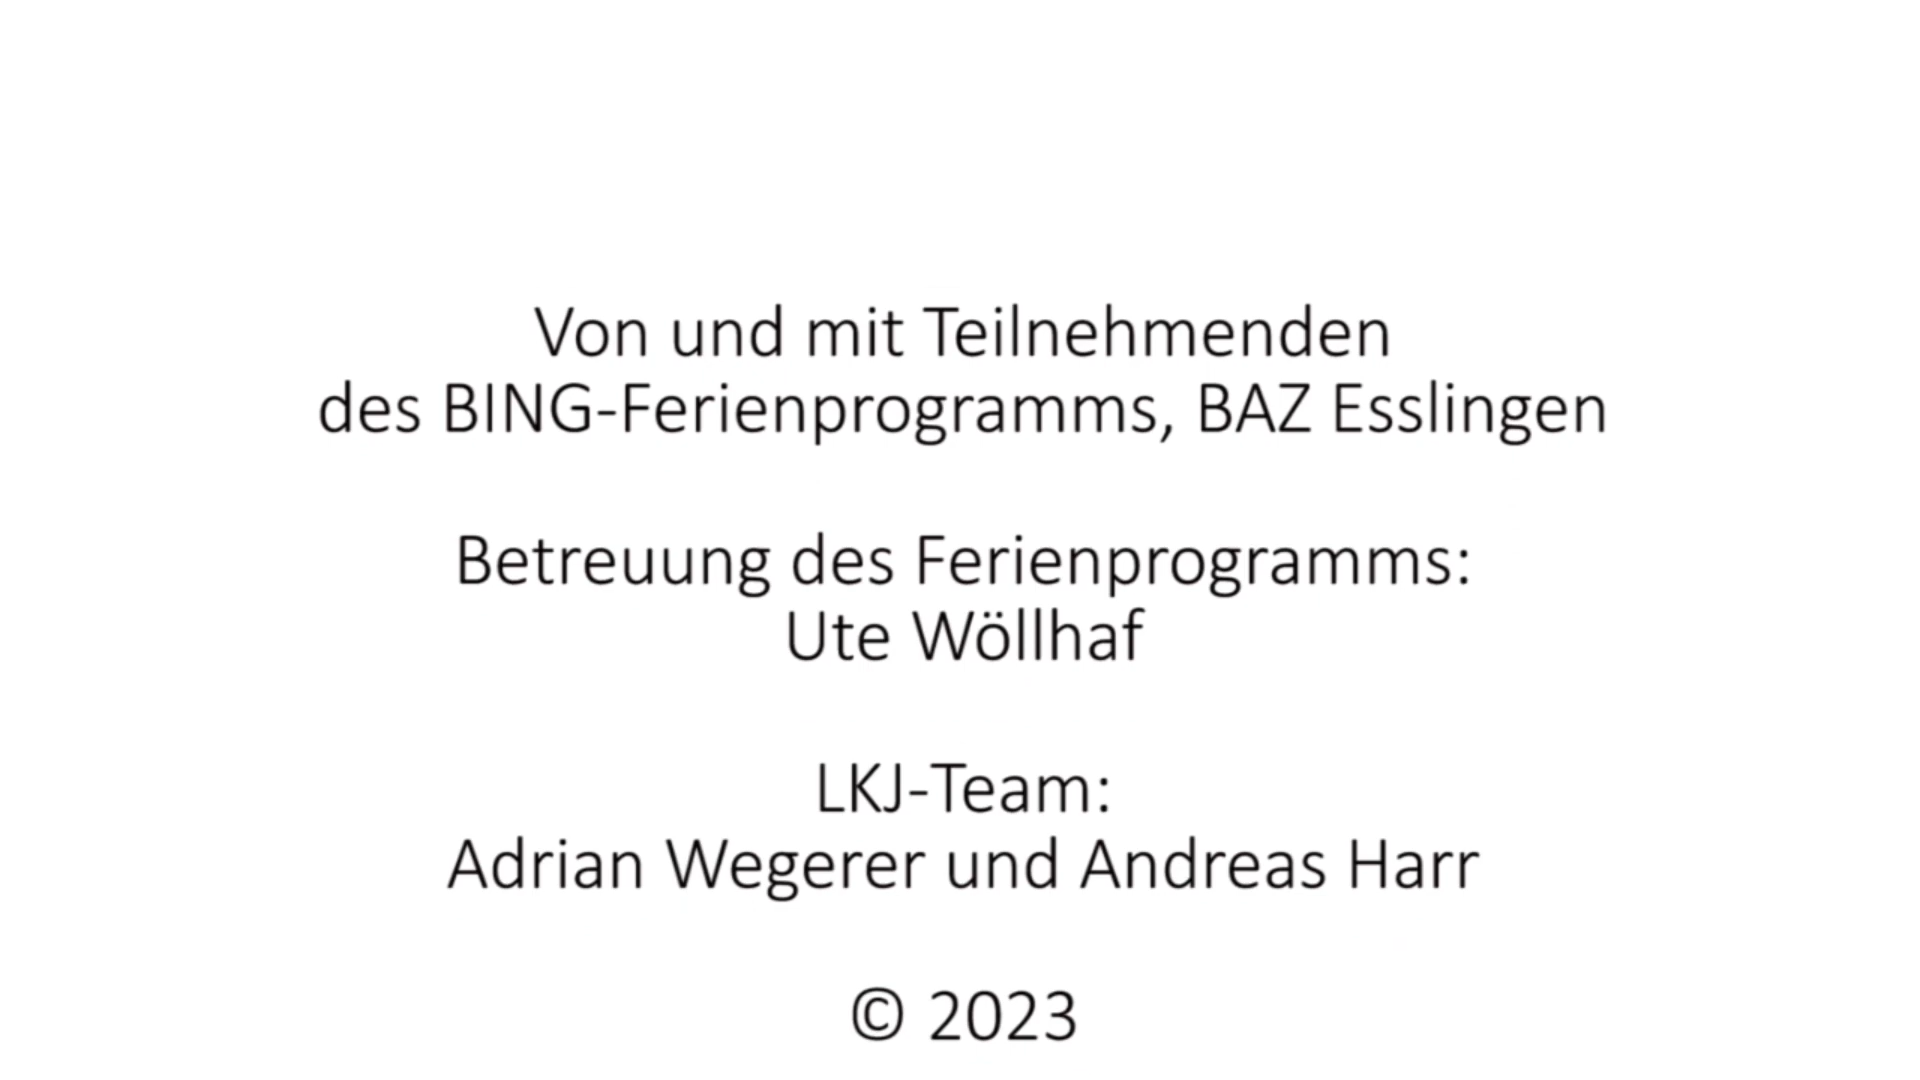 Von und mit Teilnehmenden
des BING-Ferienprogramms, BAZ Esslingen
Betreuung des Ferienprogramms:
Ute Wöllhaf
LKJ-Team:
Adrian Wegerer und Andreas Harr
© 2023